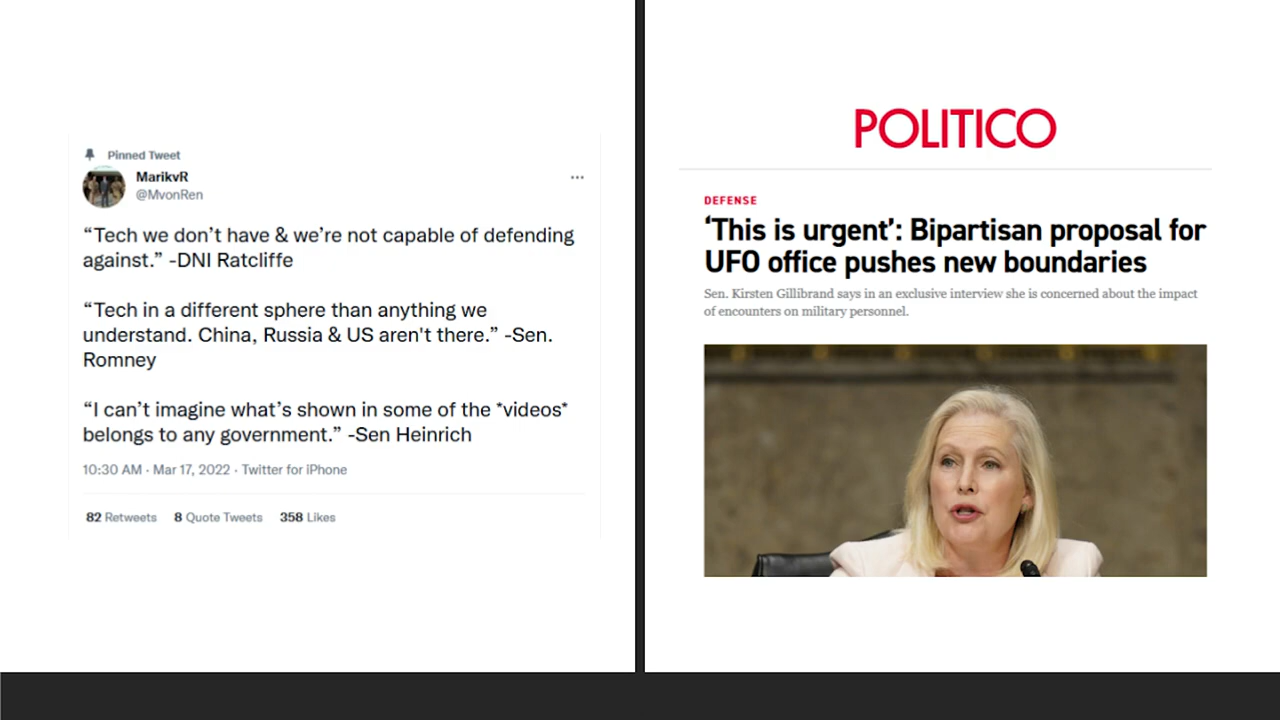 Pinned Tweet
MarikvR
@MvonRen
“Tech we don’t have & we’re not capable of defending
against.” -DNI Ratcliffe
“Tech in a different sphere than anything we
understand. China, Russia & US aren't there.” -Sen.
Romney
“I can’t imagine what’s shown in some of the *videos*
belongs to any government.” -Sen Heinrich
10:30 AM · Mar 17, 2022 · Twitter for iPhone
82 Retweets 8 Quote Tweets 358 Likes
POLITICO
DEFENSE
‘This is urgent’: Bipartisan proposal for
UFO office pushes new boundaries
Sen. Kirsten Gillibrand says in an exclusive interview she is concerned about the impact
of encounters on military personnel.